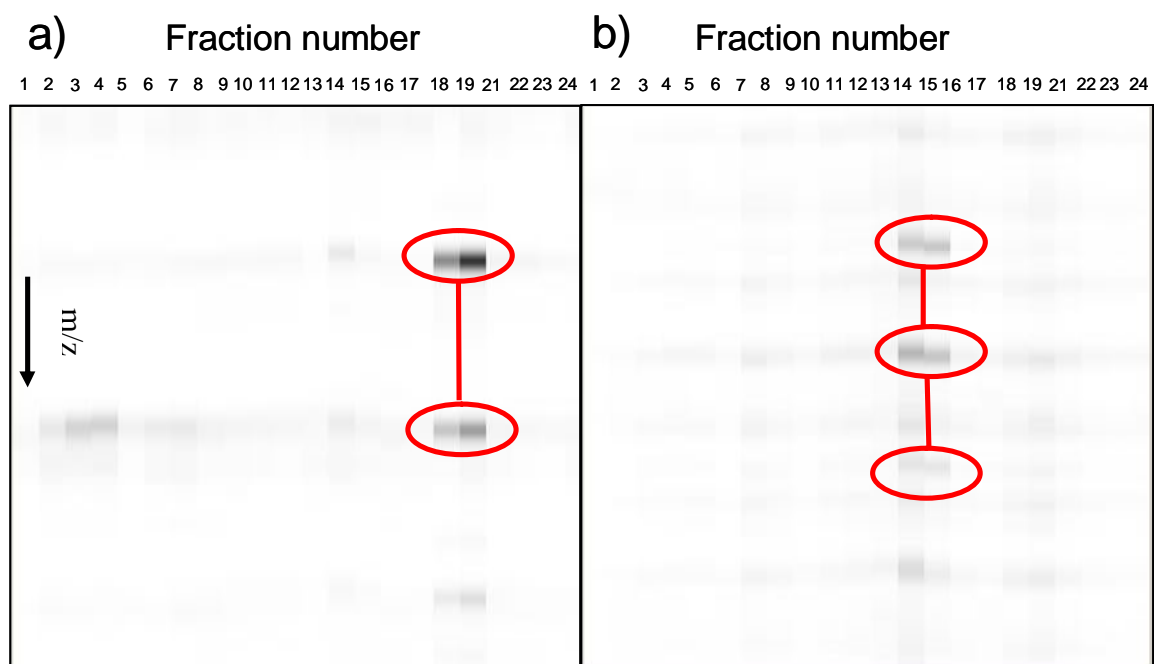 a) Fraction number
1 2 3 4 5 6 7 8 9 10 11 12 13 14 15 16 17 18 19 21 22 23 24
m/z
b) Fraction number
1 2 3 4 5 6 7 8 9 10 11 12 13 14 15 16 17 18 19 21 22 23 24